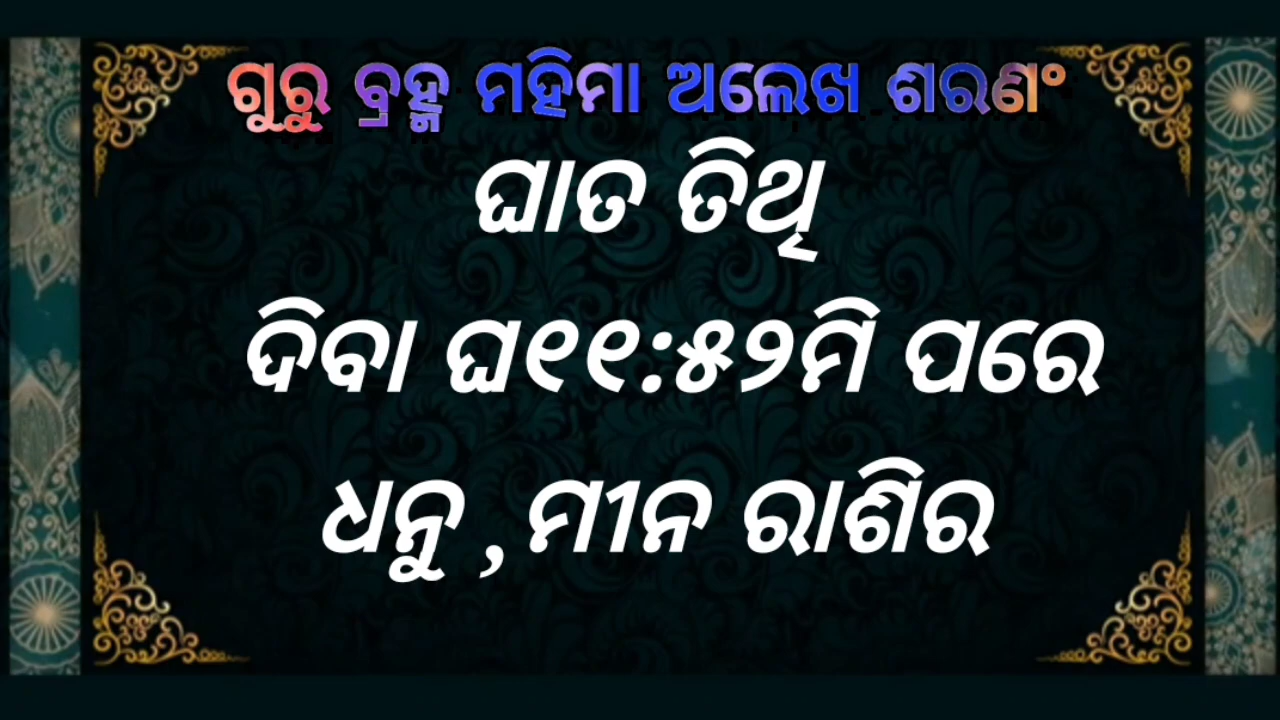 ଗୁରୁ ବ୍ରହ୍ମ ମହିମା ଅଲେଖ ଶରଣଂ
ଘାତ ତିଥି
ଦିବା ଘ୧୧:୫୨ମି ପରେ
ଧନୁ ,ମୀନ ରାଶିର